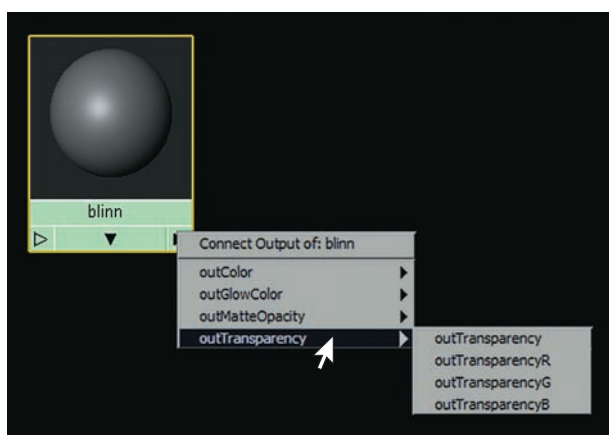 blinn
Connect Output of: blinn
outColor
outGlowColor
outMatteOpacity
outTransparency
outTransparency
outTransparencyR
outTransparencyG
outTransparencyB